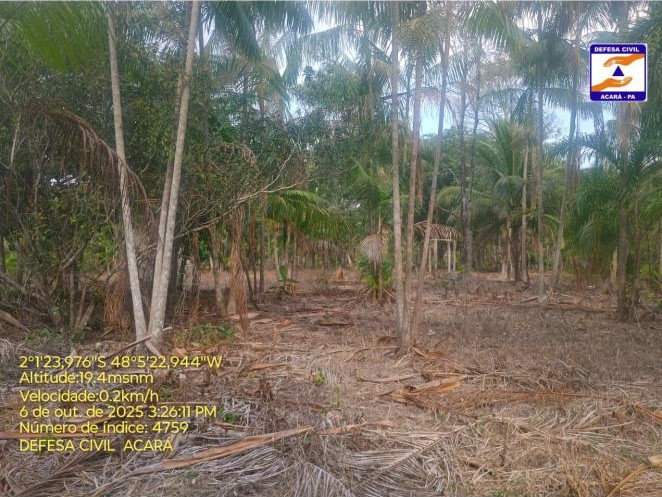 DEFESA CIVIL
ACARÁ - PA
2°1'23,976"S 48°5'22,944"W
Altitude:19.4msnm
Velocidade:0.2km/h
6 de out. de 2025 3:26:11 PM
Número de índice: 4759
DEFESA CIVIL ACARÁ